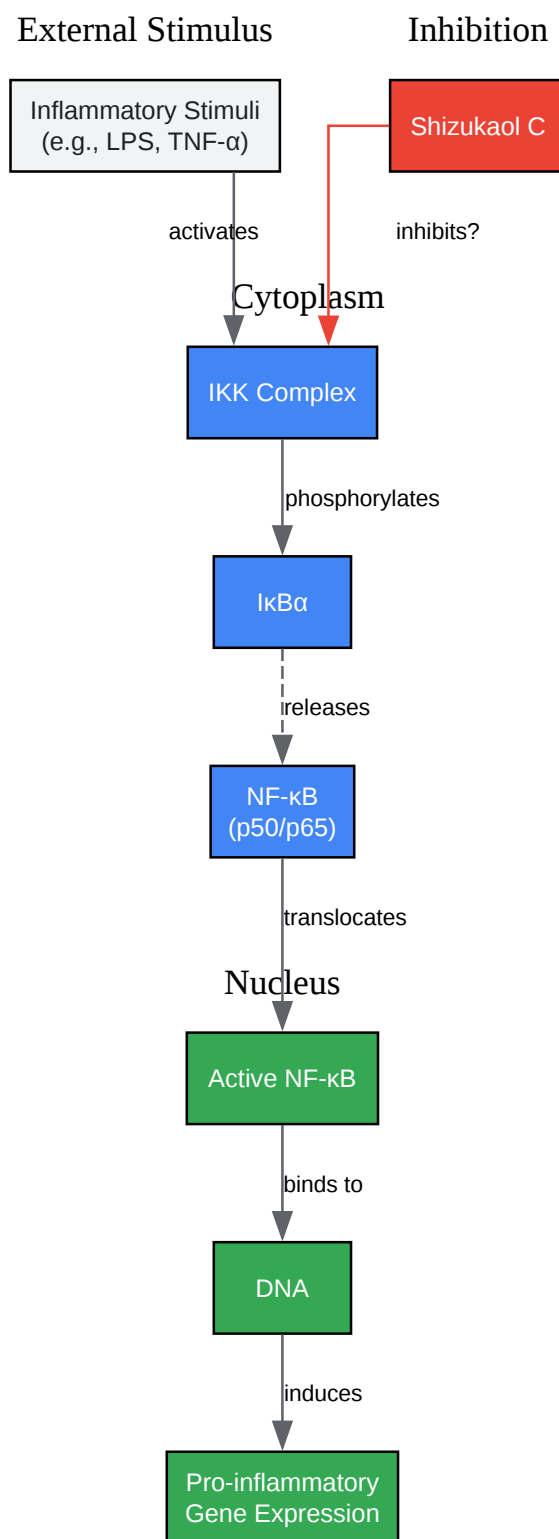 External Stimulus
Inhibition
Inflammatory Stimuli
(e.g., LPS, TNF-α)
Shizukaol C
activates
inhibits?
Cytoplasm
IKK Complex
phosphorylates
IκBα
releases
NF-κB
(p50/p65)
translocates
Nucleus
Active NF-κB
binds to
DNA
induces
Pro-inflammatory
Gene Expression